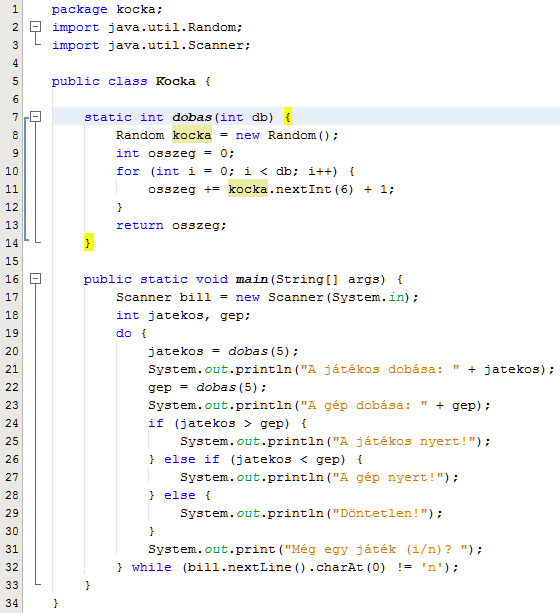 1 package kocka;
2 import java.util.Random;
3 import java.util.Scanner;
4
5 public class Kocka {
6
7     static int dobas(int db) {
8         Random kocka = new Random();
9         int osszeg = 0;
10         for (int i = 0; i < db; i++) {
11             osszeg += kocka.nextInt(6) + 1;
12         }
13         return osszeg;
14     }
15
16     public static void main(String[] args) {
17         Scanner bill = new Scanner(System.in);
18         int jatekos, gep;
19         do {
20             jatekos = dobas(5);
21             System.out.println("A játékos dobása: " + jatekos);
22             gep = dobas(5);
23             System.out.println("A gép dobása: " + gep);
24             if (jatekos > gep) {
25                 System.out.println("A játékos nyert!");
26             } else if (jatekos < gep) {
27                 System.out.println("A gép nyert!");
28             } else {
29                 System.out.println("Döntetlen!");
30             }
31             System.out.print("Még egy játék (i/n)? ");
32         } while (bill.nextLine().charAt(0) != 'n');
33     }
34 }